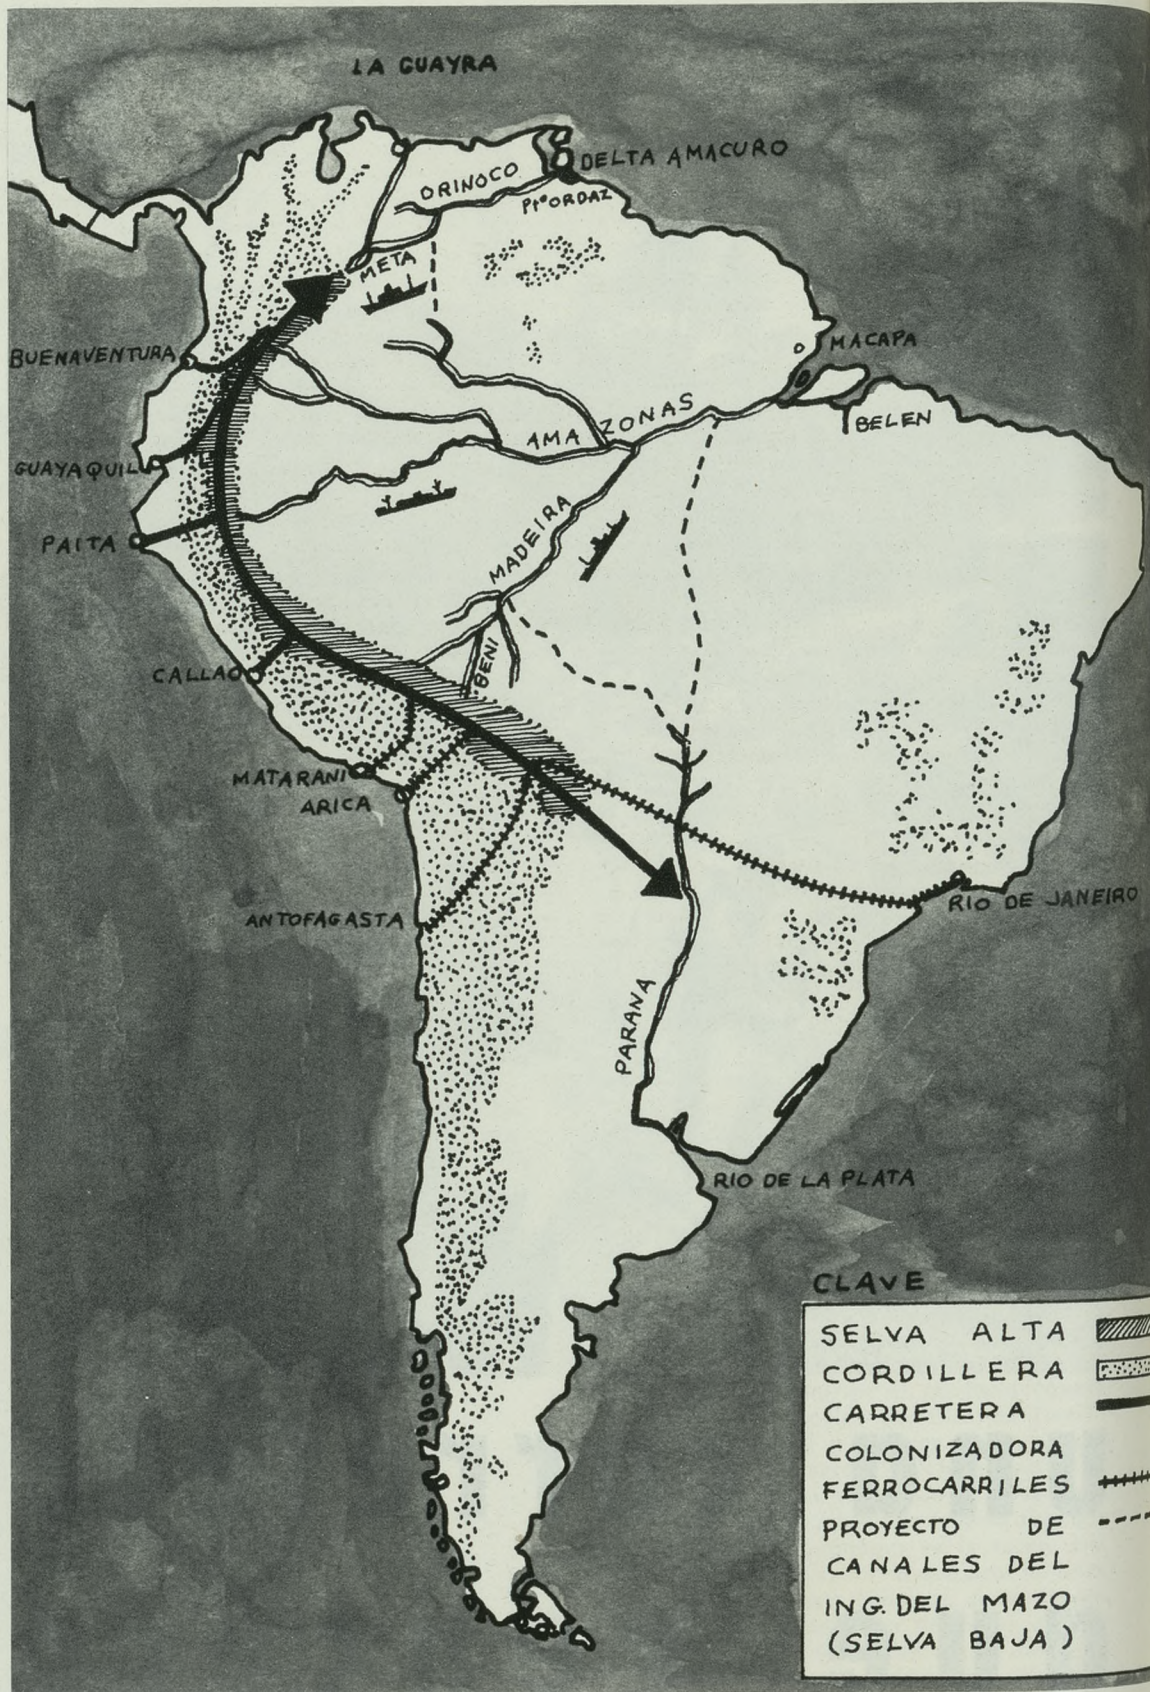 LA GUAYRA
DELTA AMACURO
ORINOCO
Pto ORDAZ
META
BUENAVENTURA
MACAPA
BELEN
AMAZONAS
GUAYAQUIL
PAITA
MADEIRA
BENI
CALLAO
MATARANI
ARICA
ANTOFAGASTA
RIO DE JANEIRO
PARANA
RIO DE LA PLATA
CLAVE
SELVA ALTA
CORDILLERA
CARRETERA
COLONIZADORA
FERROCARRILES
PROYECTO DE
CANALES DEL
ING. DEL MAZO
(SELVA BAJA)